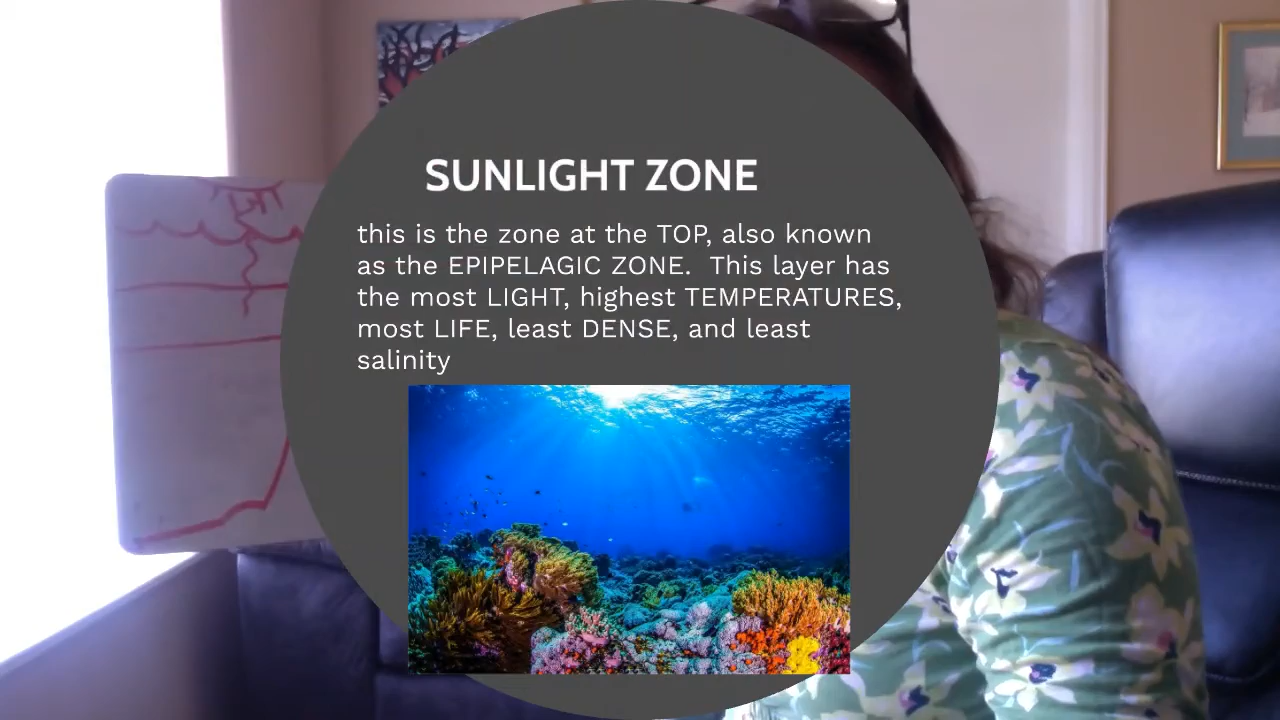 SUNLIGHT ZONE
this is the zone at the TOP, also known
as the EPIPELAGIC ZONE.  This layer has
the most LIGHT, highest TEMPERATURES,
most LIFE, least DENSE, and least
salinity